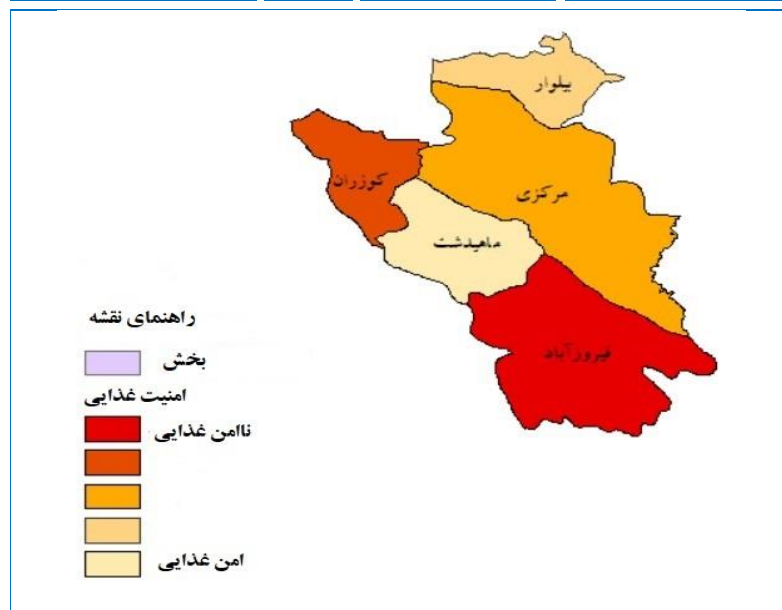 بیلوار
کوزران
مرکزی
ماهیدشت
فیروزآباد
راهنمای نقشه
بخش
امنیت غذایی
ناامن غذایی
امن غذایی